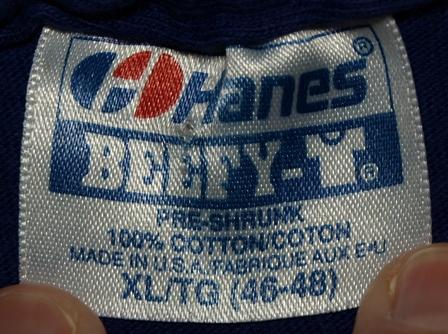 Hanes®
BEEFY-T®
PRE-SHRUNK
100% COTTON/COTON
MADE IN U.S.A. FABRIQUE AUX E•U
XL/TG (46-48)